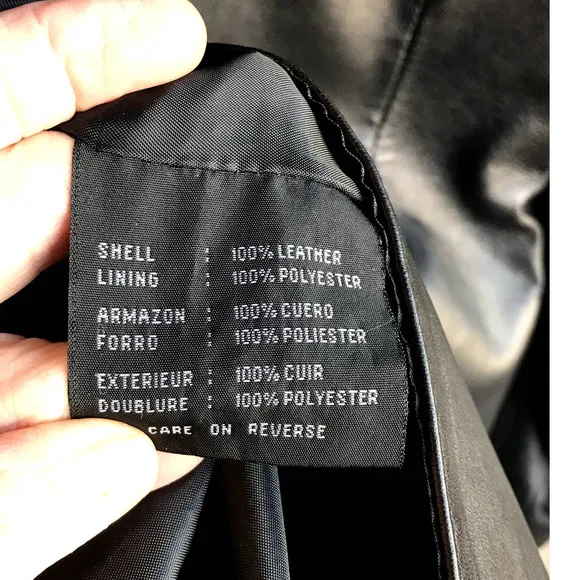 SHELL : 100% LEATHER
LINING : 100% POLYESTER
ARMAZON : 100% CUERO
FORRO : 100% POLIESTER
EXTERIEUR : 100% CUIR
DOUBLURE : 100% POLYESTER
CARE ON REVERSE